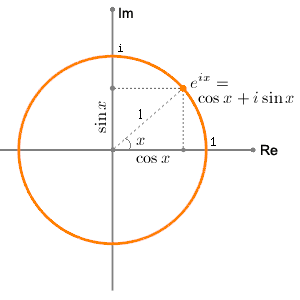 Im
i
e^{ix} =
cos x + i sin x
sin x
1
x
1
cos x
Re